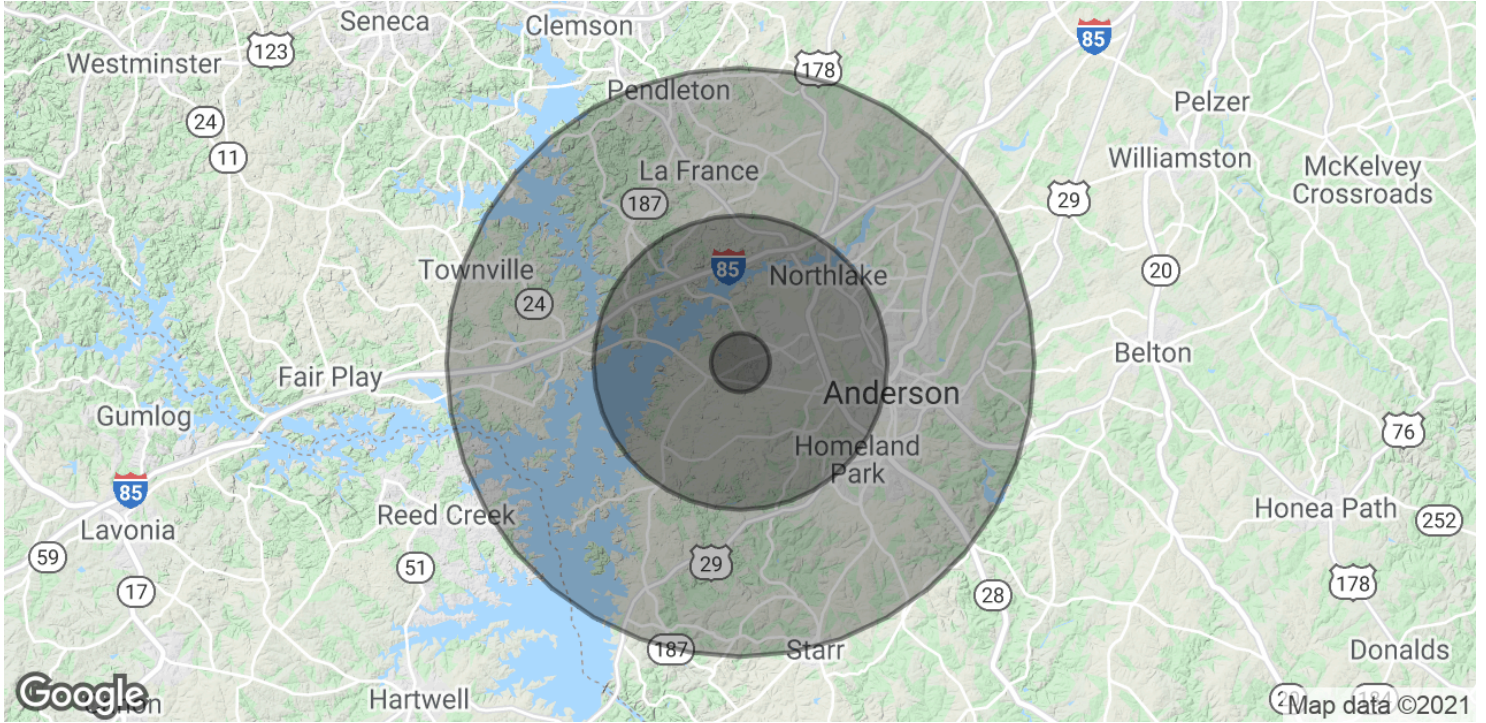 Seneca
Clemson
123
85
Westminster
178
Pendleton
Pelzer
24
11
Williamston
McKelvey
Crossroads
La France
187
29
Townville
85
Northlake
20
24
Belton
Fair Play
Anderson
Gumlog
76
Homeland
Park
85
Reed Creek
Honea Path
252
Lavonia
59
51
29
178
17
28
187
Starr
Donalds
Hartwell
Google
Map data ©2021